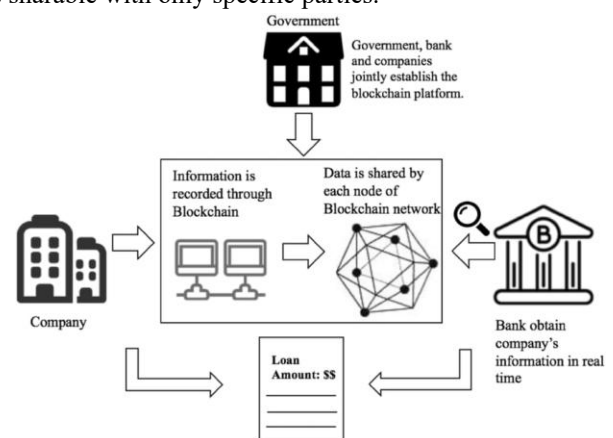 sharable with only specific parties.
Government
Government, bank
and companies
jointly establish the
blockchain platform.
Information is
recorded through
Blockchain
Data is shared by
each node of
Blockchain network
B
Company
Bank obtain
company's
information in real
time
Loan
Amount: $$